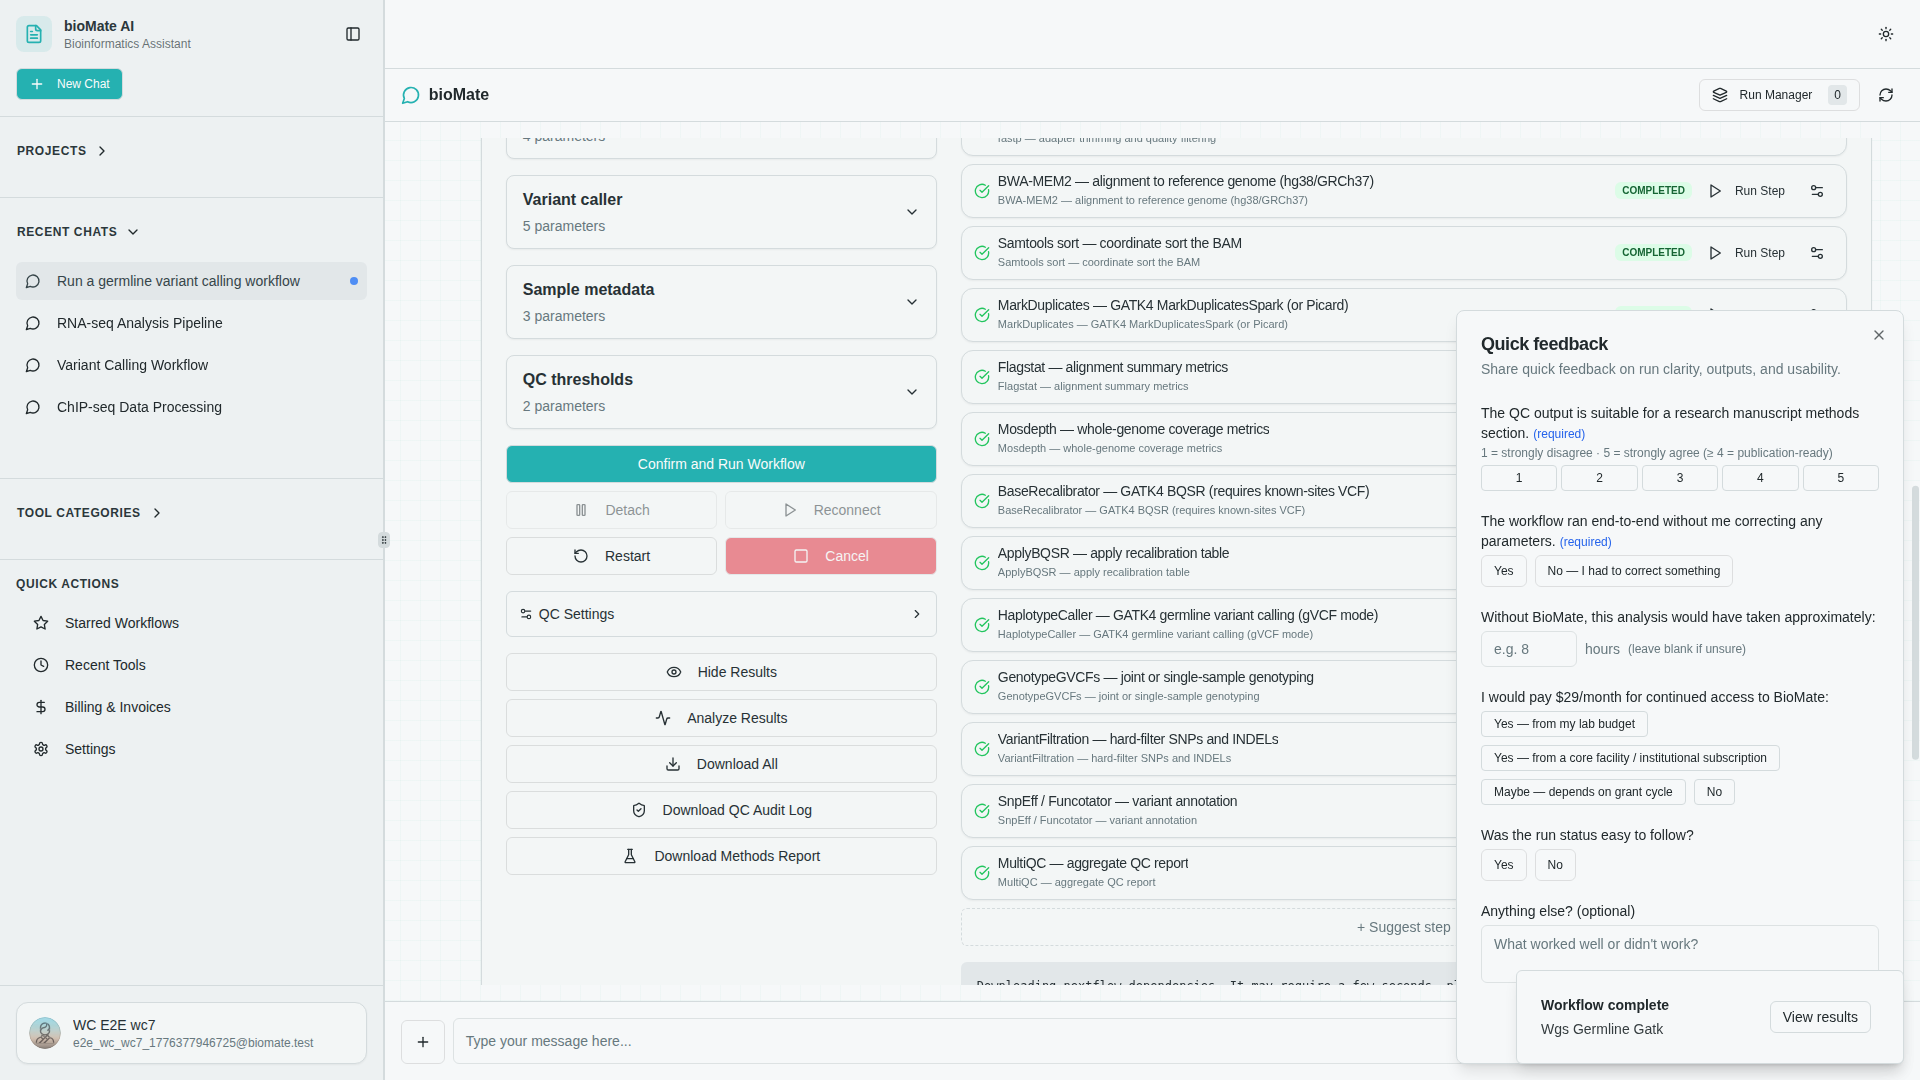 bioMate AI
Bioinformatics Assistant
New Chat
PROJECTS
RECENT CHATS
Run a germline variant calling workflow
RNA-seq Analysis Pipeline
Variant Calling Workflow
ChIP-seq Data Processing
TOOL CATEGORIES
QUICK ACTIONS
Starred Workflows
Recent Tools
Billing & Invoices
Settings
WC E2E wc7
e2e_wc_wc7_1776377946725@biomate.test
bioMate
Run Manager 0
4 parameters
Variant caller
5 parameters
Sample metadata
3 parameters
QC thresholds
2 parameters
Confirm and Run Workflow
Detach
Reconnect
Restart
Cancel
QC Settings
Hide Results
Analyze Results
Download All
Download QC Audit Log
Download Methods Report
fastp — adapter trimming and quality filtering
BWA-MEM2 — alignment to reference genome (hg38/GRCh37)
BWA-MEM2 — alignment to reference genome (hg38/GRCh37)
COMPLETED
Run Step
Samtools sort — coordinate sort the BAM
Samtools sort — coordinate sort the BAM
COMPLETED
Run Step
MarkDuplicates — GATK4 MarkDuplicatesSpark (or Picard)
MarkDuplicates — GATK4 MarkDuplicatesSpark (or Picard)
Flagstat — alignment summary metrics
Flagstat — alignment summary metrics
Mosdepth — whole-genome coverage metrics
Mosdepth — whole-genome coverage metrics
BaseRecalibrator — GATK4 BQSR (requires known-sites VCF)
BaseRecalibrator — GATK4 BQSR (requires known-sites VCF)
ApplyBQSR — apply recalibration table
ApplyBQSR — apply recalibration table
HaplotypeCaller — GATK4 germline variant calling (gVCF mode)
HaplotypeCaller — GATK4 germline variant calling (gVCF mode)
GenotypeGVCFs — joint or single-sample genotyping
GenotypeGVCFs — joint or single-sample genotyping
VariantFiltration — hard-filter SNPs and INDELs
VariantFiltration — hard-filter SNPs and INDELs
SnpEff / Funcotator — variant annotation
SnpEff / Funcotator — variant annotation
MultiQC — aggregate QC report
MultiQC — aggregate QC report
+ Suggest step
Downloading nextflow dependencies. It may require a few seconds,
Type your message here...
Quick feedback
Share quick feedback on run clarity, outputs, and usability.
The QC output is suitable for a research manuscript methods
section. (required)
1 = strongly disagree · 5 = strongly agree (≥ 4 = publication-ready)
1 2 3 4 5
The workflow ran end-to-end without me correcting any
parameters. (required)
Yes
No — I had to correct something
Without BioMate, this analysis would have taken approximately:
e.g. 8 hours (leave blank if unsure)
I would pay $29/month for continued access to BioMate:
Yes — from my lab budget
Yes — from a core facility / institutional subscription
Maybe — depends on grant cycle
No
Was the run status easy to follow?
Yes
No
Anything else? (optional)
What worked well or didn't work?
Workflow complete
Wgs Germline Gatk
View results